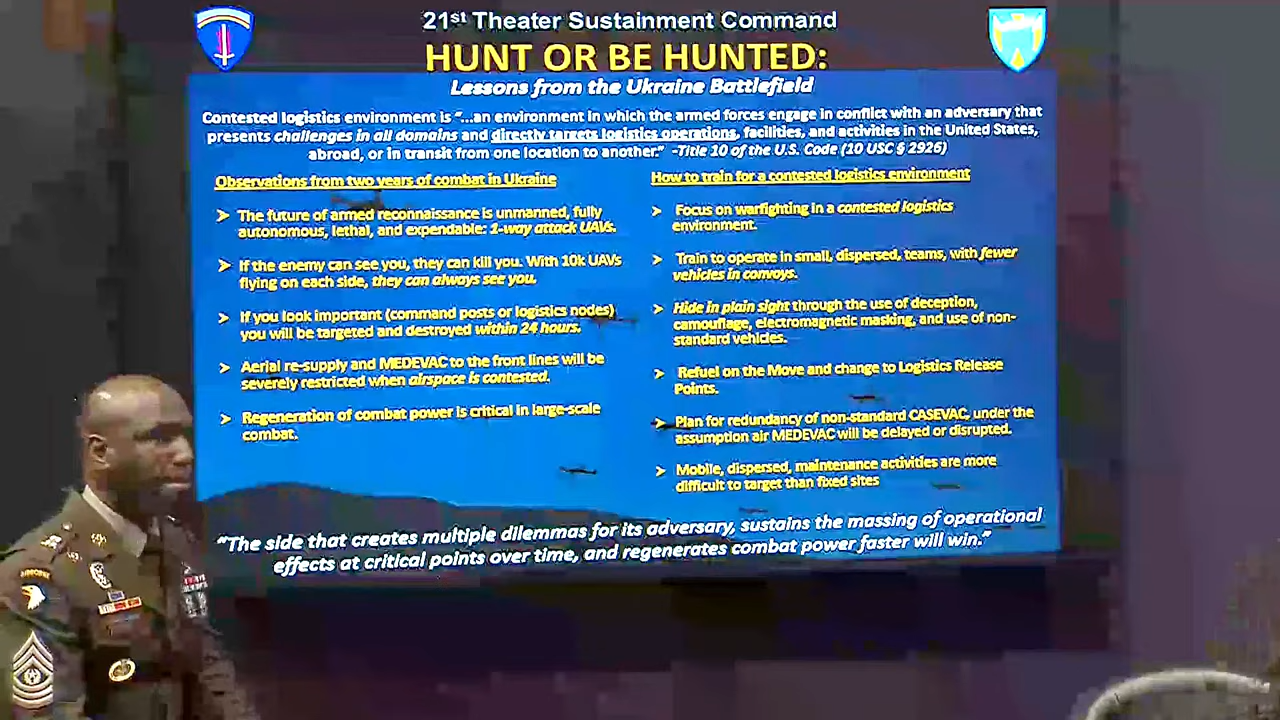 21st Theater Sustainment Command
HUNT OR BE HUNTED:
Lessons from the Ukraine Battlefield
Contested logistics environment is “...an environment in which the armed forces engage in conflict with an adversary that
presents challenges in all domains and directly targets logistics operations, facilities, and activities in the United States,
abroad, or in transit from one location to another.” -Title 10 of the U.S. Code (10 USC § 2926)
Observations from two years of combat in Ukraine
➤ The future of armed reconnaissance is unmanned, fully
autonomous, lethal, and expendable: 1-way attack UAVs.
➤ If the enemy can see you, they can kill you. With 10k UAVs
flying on each side, they can always see you.
➤ If you look important (command posts or logistics nodes)
you will be targeted and destroyed within 24 hours.
➤ Aerial re-supply and MEDEVAC to the front lines will be
severely restricted when airspace is contested.
➤ Regeneration of combat power is critical in large-scale
combat.
How to train for a contested logistics environment
➤ Focus on warfighting in a contested logistics
environment.
➤ Train to operate in small, dispersed, teams, with fewer
vehicles in convoys.
➤ Hide in plain sight through the use of deception,
camouflage, electromagnetic masking, and use of non-
standard vehicles.
➤ Refuel on the Move and change to Logistics Release
Points.
➤ Plan for redundancy of non-standard CASEVAC, under the
assumption air MEDEVAC will be delayed or disrupted.
➤ Mobile, dispersed, maintenance activities are more
difficult to target than fixed sites
“The side that creates multiple dilemmas for its adversary, sustains the massing of operational
effects at critical points over time, and regenerates combat power faster will win.”
AIRBORNE